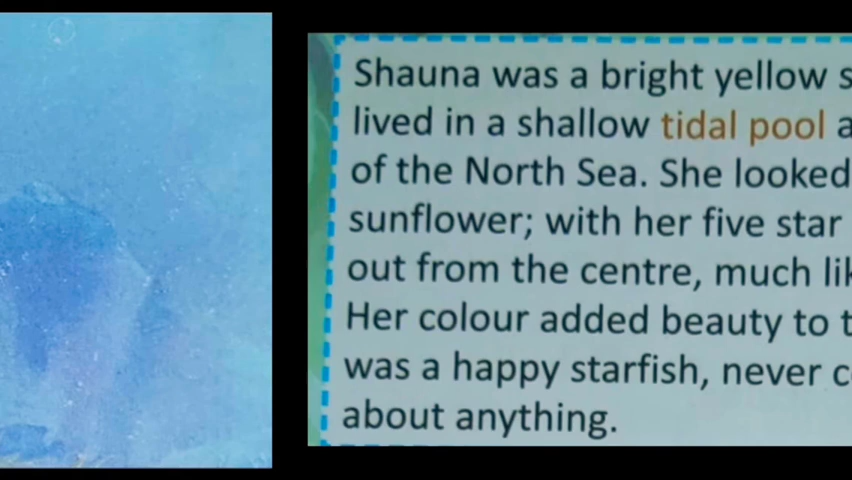 Shauna was a bright yellow
lived in a shallow tidal pool
of the North Sea. She looked
sunflower; with her five star
out from the centre, much
Her colour added beauty to
was a happy starfish, never
about anything.